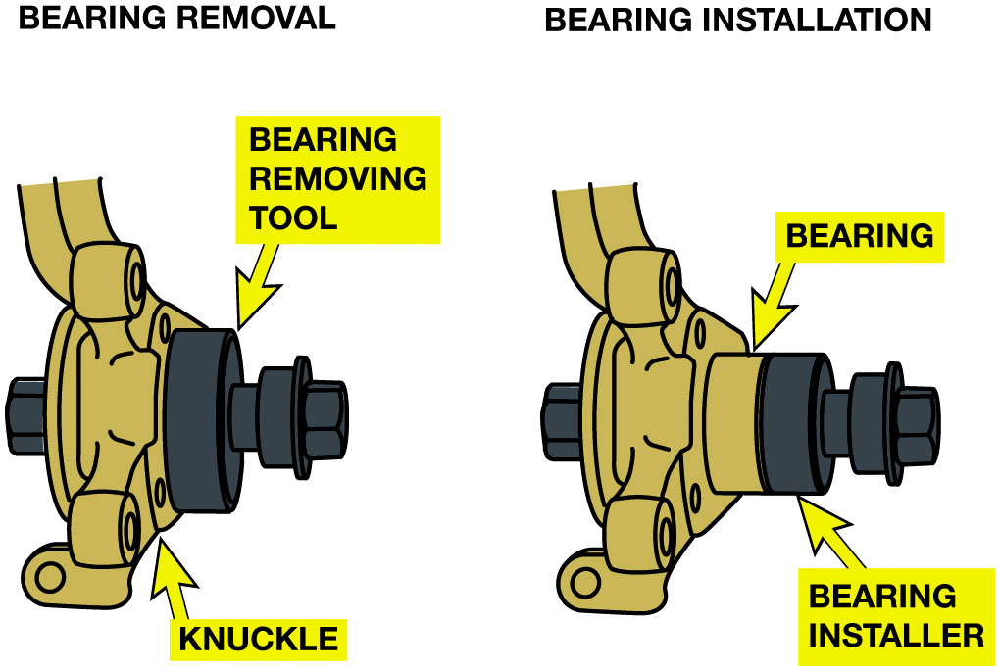 BEARING REMOVAL
BEARING
REMOVING
TOOL
KNUCKLE
BEARING INSTALLATION
BEARING
BEARING
INSTALLER